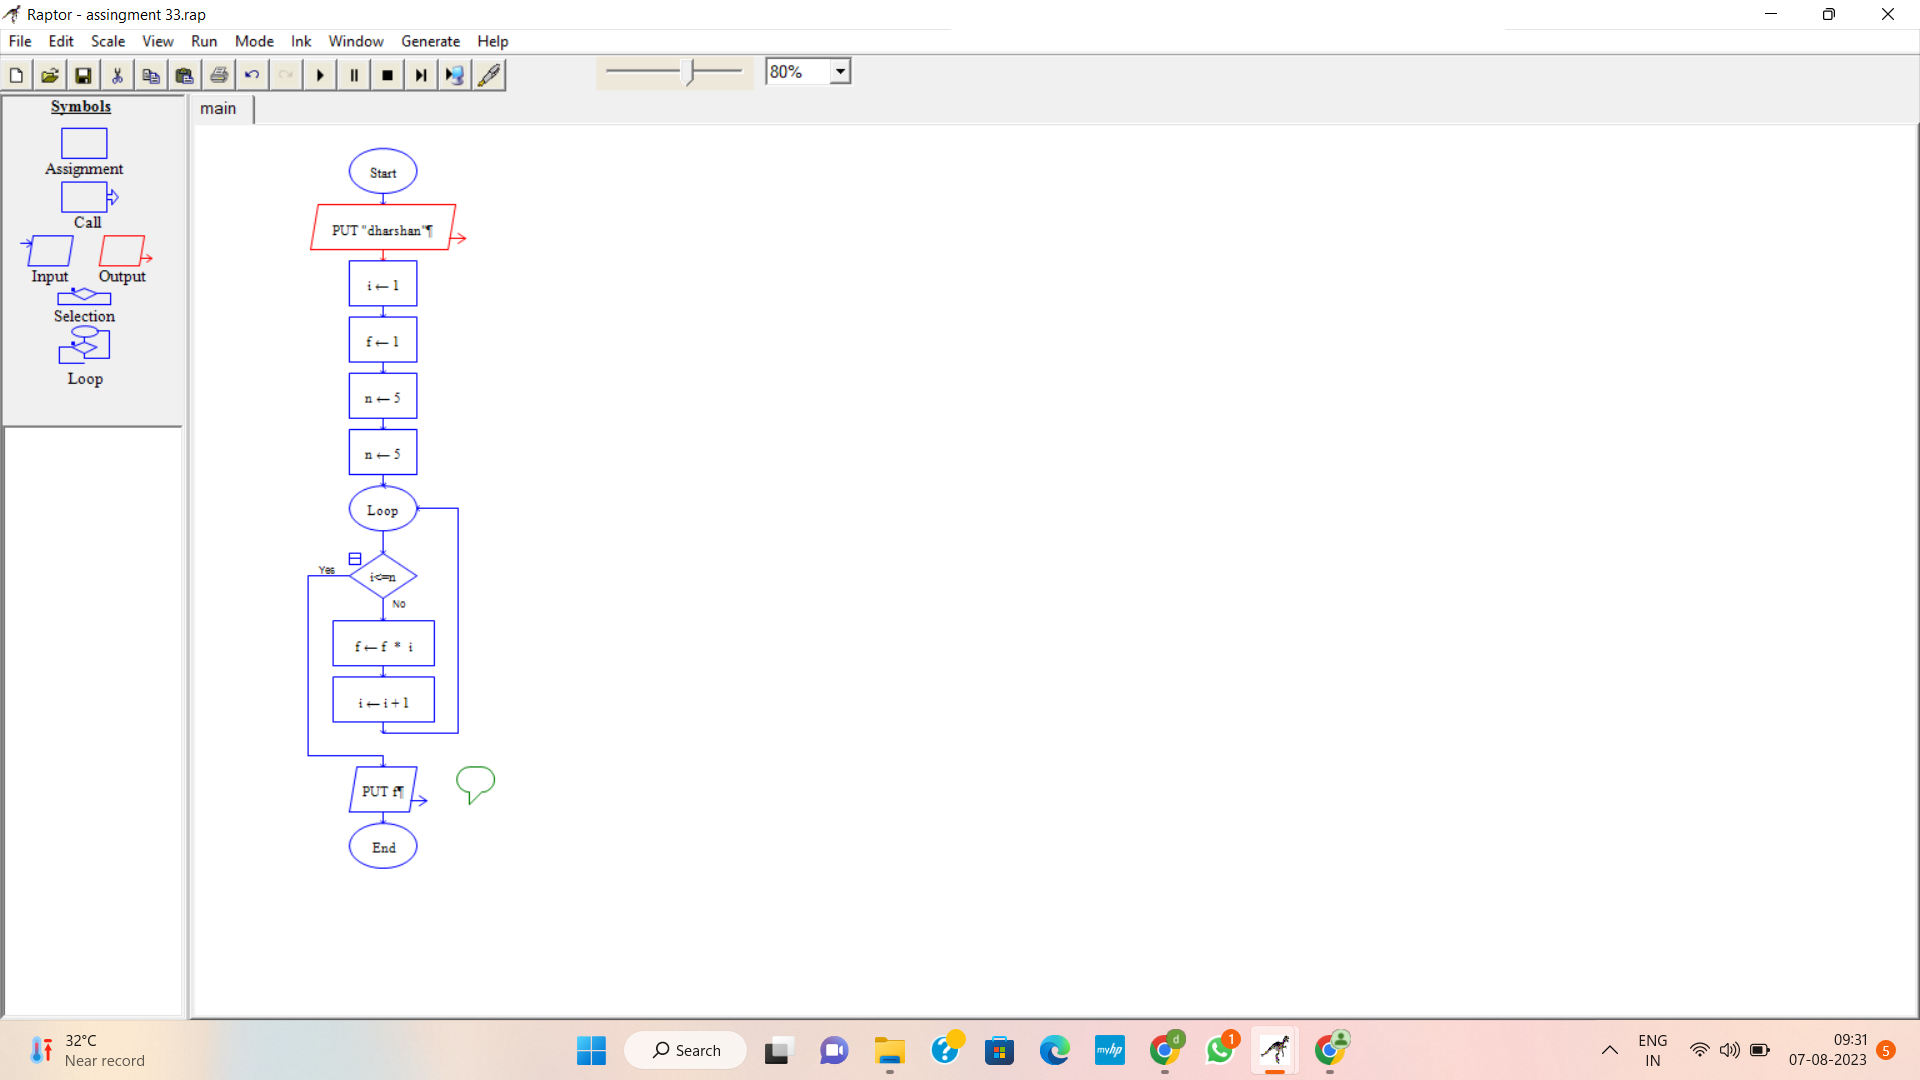 Raptor - assingment 33.rap
File Edit Scale View Run Mode Ink Window Generate Help
80%
Symbols
Assignment
Call
Input Output
Selection
Loop
main
Start
PUT "dharshan"¶
i ← 1
f ← 1
n ← 5
n ← 5
Loop
Yes
i<=n
No
f ← f * i
i ← i + 1
PUT f¶
End
32°C
Near record
Search
myhp
d
1
ENG
IN
09:31
07-08-2023
5